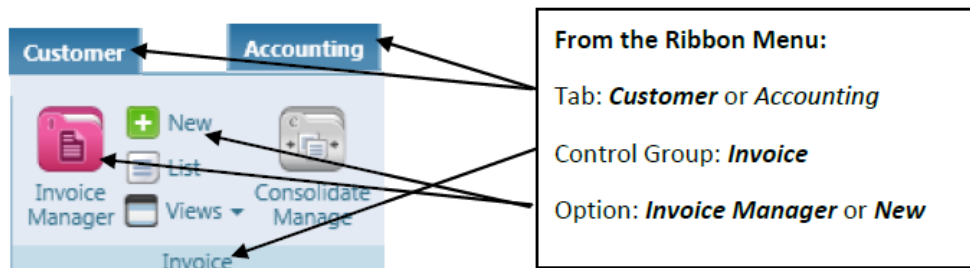 Customer
Accounting
New
List
Views
Invoice
Manager
Consolidate
Manage
Invoice
From the Ribbon Menu:
Tab: Customer or Accounting
Control Group: Invoice
Option: Invoice Manager or New